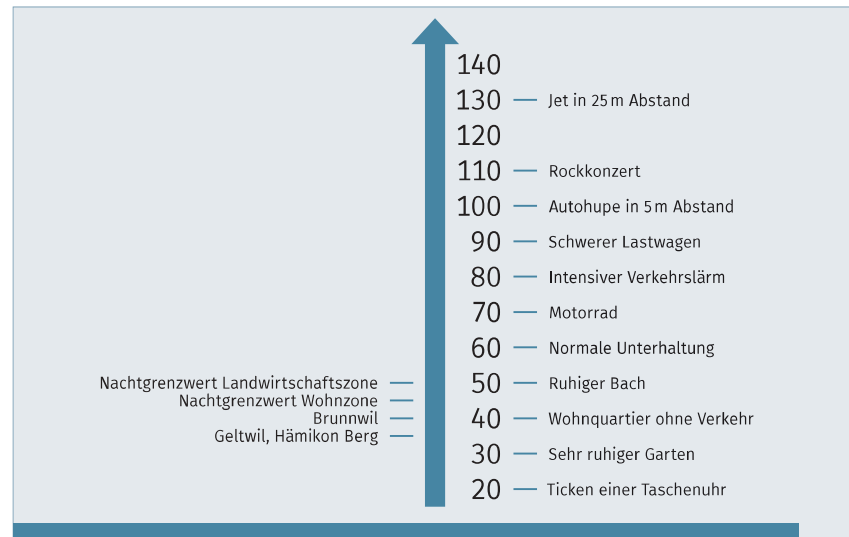 140
130 Jet in 25 m Abstand
120
110 Rockkonzert
100 Autohupe in 5 m Abstand
90 Schwerer Lastwagen
80 Intensiver Verkehrslärm
70 Motorrad
60 Normale Unterhaltung
Nachtgrenzwert Landwirtschaftszone 50 Ruhiger Bach
Nachtgrenzwert Wohnzone
Brunnwil 40 Wohnquartier ohne Verkehr
Geltwil, Hämikon Berg
30 Sehr ruhiger Garten
20 Ticken einer Taschenuhr